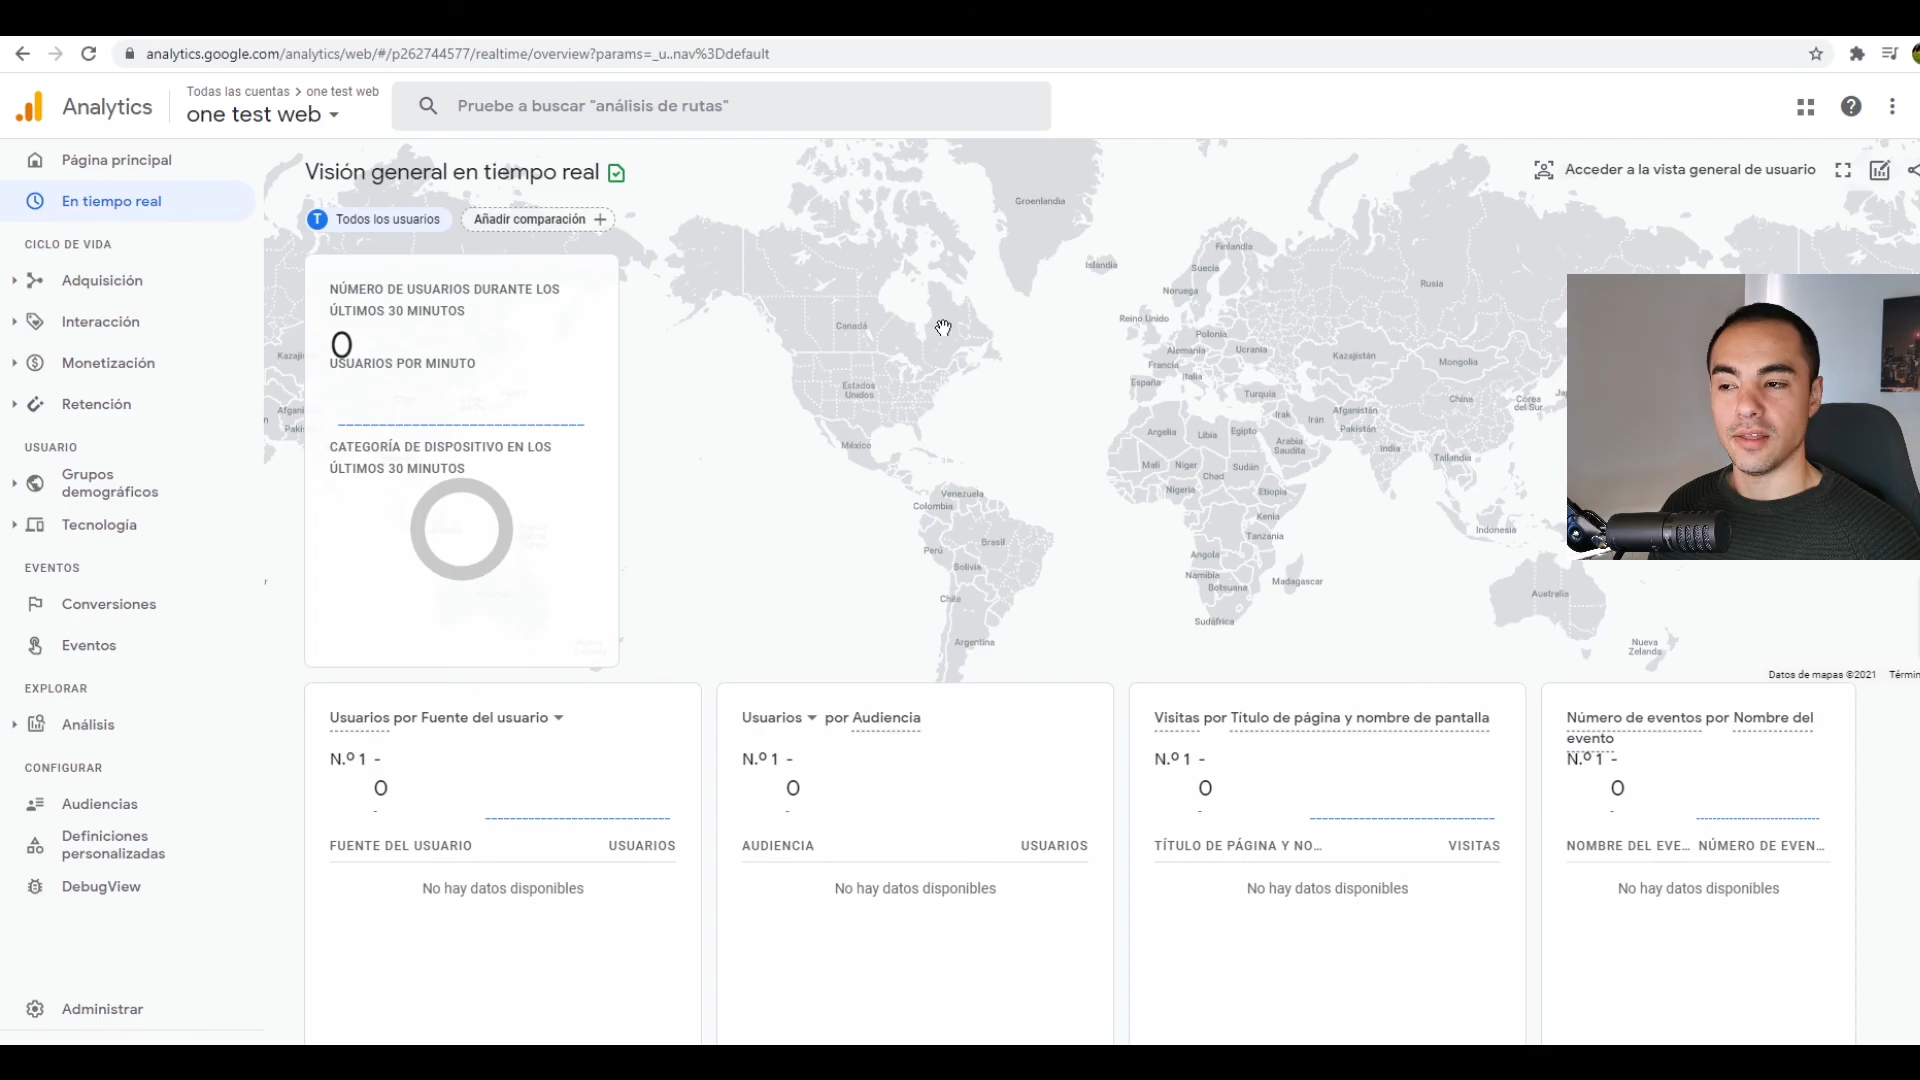 analytics.google.com/analytics/web/#/p262744577/realtime/overview?params=_u..nav%3Ddefault
Analytics
Todas las cuentas > one test web
one test web
Pruebe a buscar "análisis de rutas"
Página principal
En tiempo real
CICLO DE VIDA
Adquisición
Interacción
Monetización
Retención
USUARIO
Grupos
demográficos
Tecnología
EVENTOS
Conversiones
Eventos
EXPLORAR
Análisis
CONFIGURAR
Audiencias
Definiciones
personalizadas
DebugView
Administrar
Visión general en tiempo real
Acceder a la vista general de usuario
T Todos los usuarios
Añadir comparación +
NÚMERO DE USUARIOS DURANTE LOS
ÚLTIMOS 30 MINUTOS
0
USUARIOS POR MINUTO
CATEGORÍA DE DISPOSITIVO EN LOS
ÚLTIMOS 30 MINUTOS
Groenlandia
Islandia
Finlandia
Suecia
Noruega
Rusia
Reino Unido
Polonia
Alemania
Ucrania
Francia
Italia
España
Turquía
Kazajistán
Mongolia
China
Corea
del Sur
Afganistán
Pakistán
Irak
Irán
India
Tailandia
Indonesia
Canadá
Estados
Unidos
México
Venezuela
Colombia
Perú
Brasil
Bolivia
Chile
Argentina
Argelia
Libia
Egipto
Arabia
Saudita
Malí
Níger
Chad
Sudán
Nigeria
Etiopía
Kenia
Tanzania
Angola
Namibia
Botsuana
Madagascar
Sudáfrica
Australia
Nueva
Zelanda
Datos de mapas ©2021
Términ
Usuarios por Fuente del usuario
N.º 1 -
0
-
FUENTE DEL USUARIO USUARIOS
No hay datos disponibles
Usuarios por Audiencia
N.º 1 -
0
-
AUDIENCIA USUARIOS
No hay datos disponibles
Visitas por Título de página y nombre de pantalla
N.º 1 -
0
-
TÍTULO DE PÁGINA Y NO... VISITAS
No hay datos disponibles
Número de eventos por Nombre del
evento
N.º 1 -
0
-
NOMBRE DEL EVE... NÚMERO DE EVEN...
No hay datos disponibles